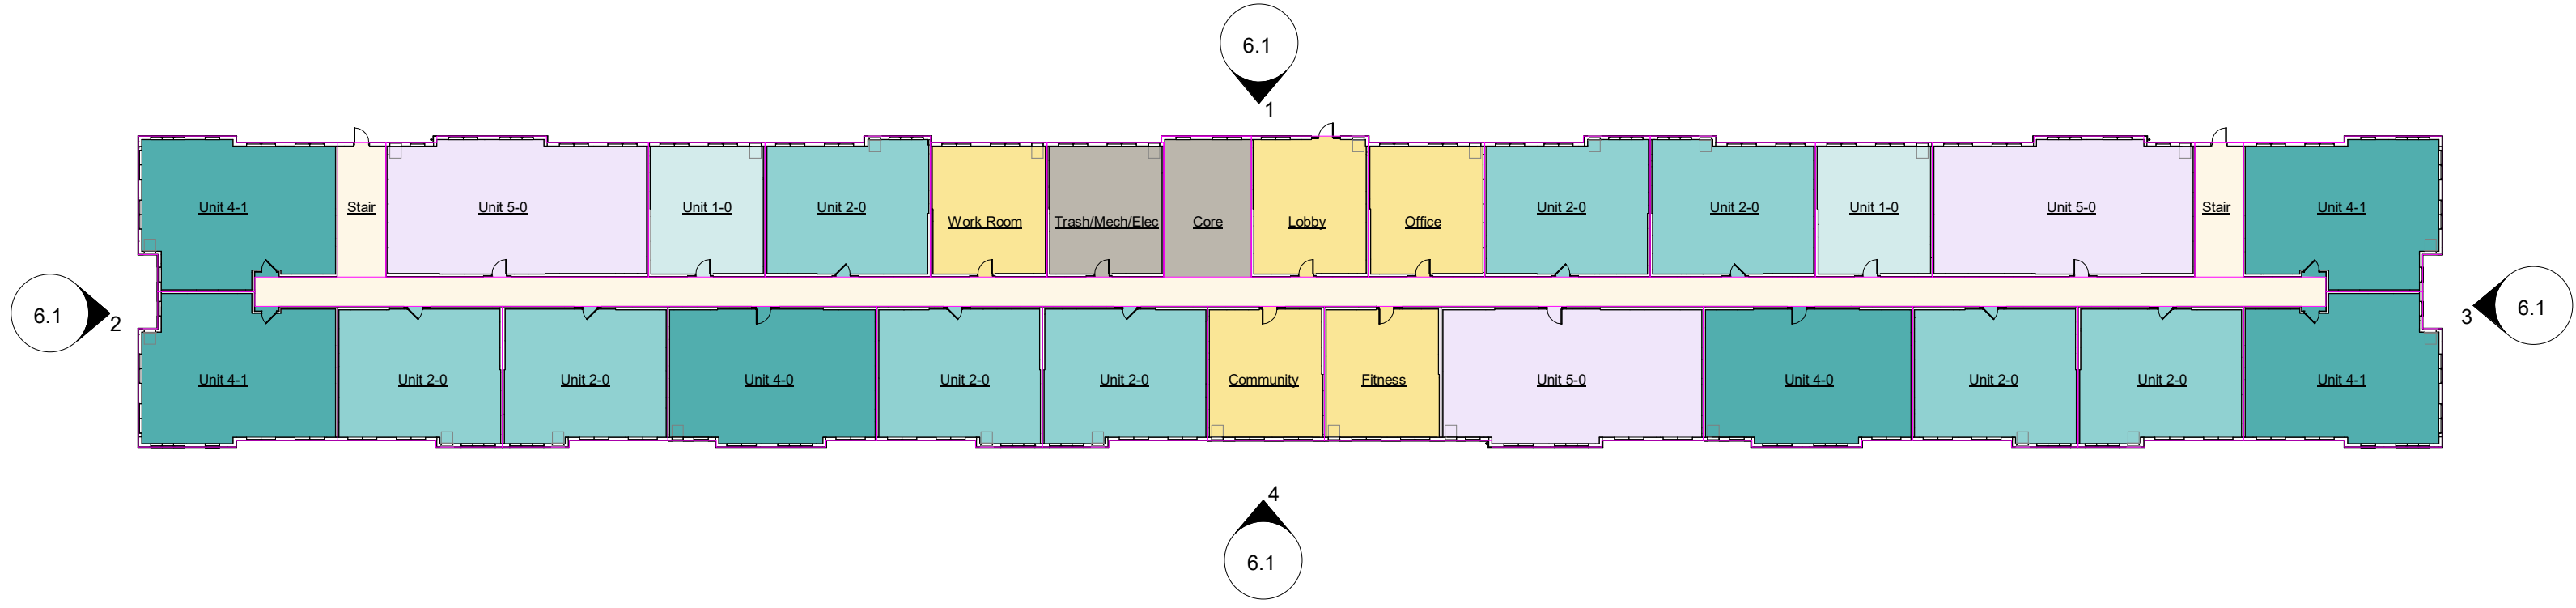 6.1
1
Unit 4-1
Stair
Unit 5-0
Unit 1-0
Unit 2-0
Work Room
Trash/Mech/Elec
Core
Lobby
Office
Unit 2-0
Unit 2-0
Unit 1-0
Unit 5-0
Stair
Unit 4-1
6.1
2
3
6.1
Unit 4-1
Unit 2-0
Unit 2-0
Unit 4-0
Unit 2-0
Unit 2-0
Community
Fitness
Unit 5-0
Unit 4-0
Unit 2-0
Unit 2-0
Unit 4-1
4
6.1